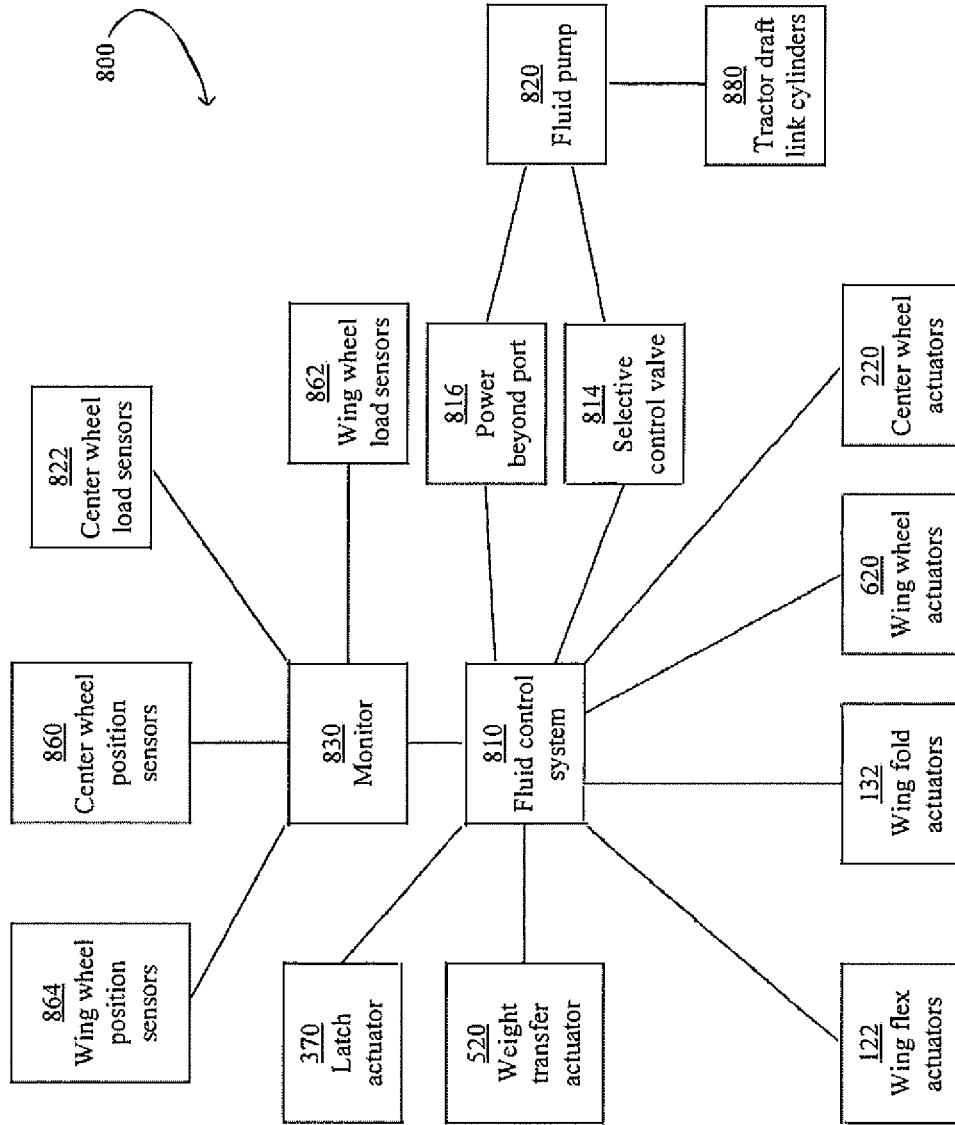 800
864
Wing wheel
position
sensors
860
Center wheel
position
sensors
822
Center wheel
load sensors
830
Monitor
862
Wing wheel
load sensors
370
Latch
actuator
520
Weight
transfer
actuator
810
Fluid control
system
816
Power
beyond port
814
Selective
control valve
820
Fluid pump
880
Tractor draft
link cylinders
122
Wing flex
actuators
132
Wing fold
actuators
620
Wing wheel
actuators
220
Center wheel
actuators